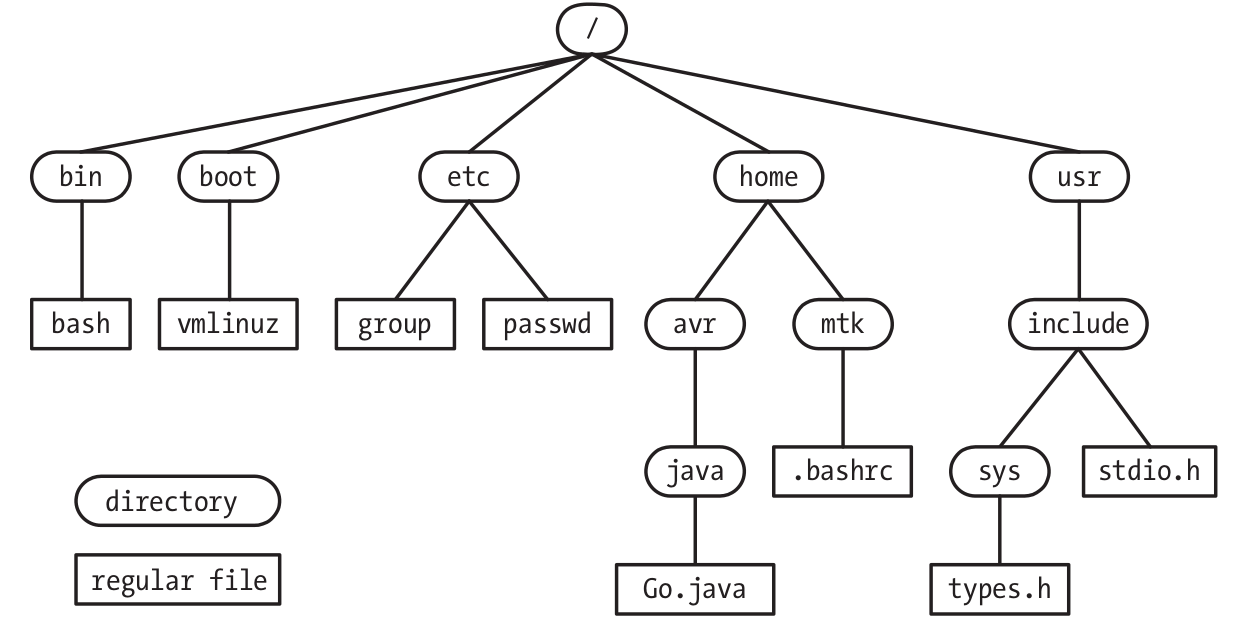 /
bin boot etc home usr
bash vmlinuz group passwd avr mtk include
java .bashrc sys stdio.h
directory
regular file Go.java types.h